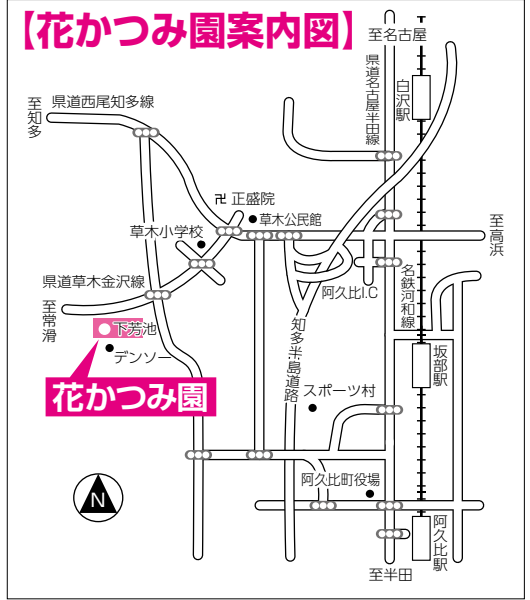 【花かつみ園案内図】
至名古屋
県道名古屋半田線
白沢駅
至知多
県道西尾知多線
卍 正盛院
草木公民館
草木小学校
至高浜
県道草木金沢線
至常滑
阿久比I.C
名鉄河和線
下芳池
デンソー
花かつみ園
知多半島道路
坂部駅
スポーツ村
阿久比町役場
N
阿久比駅
至半田